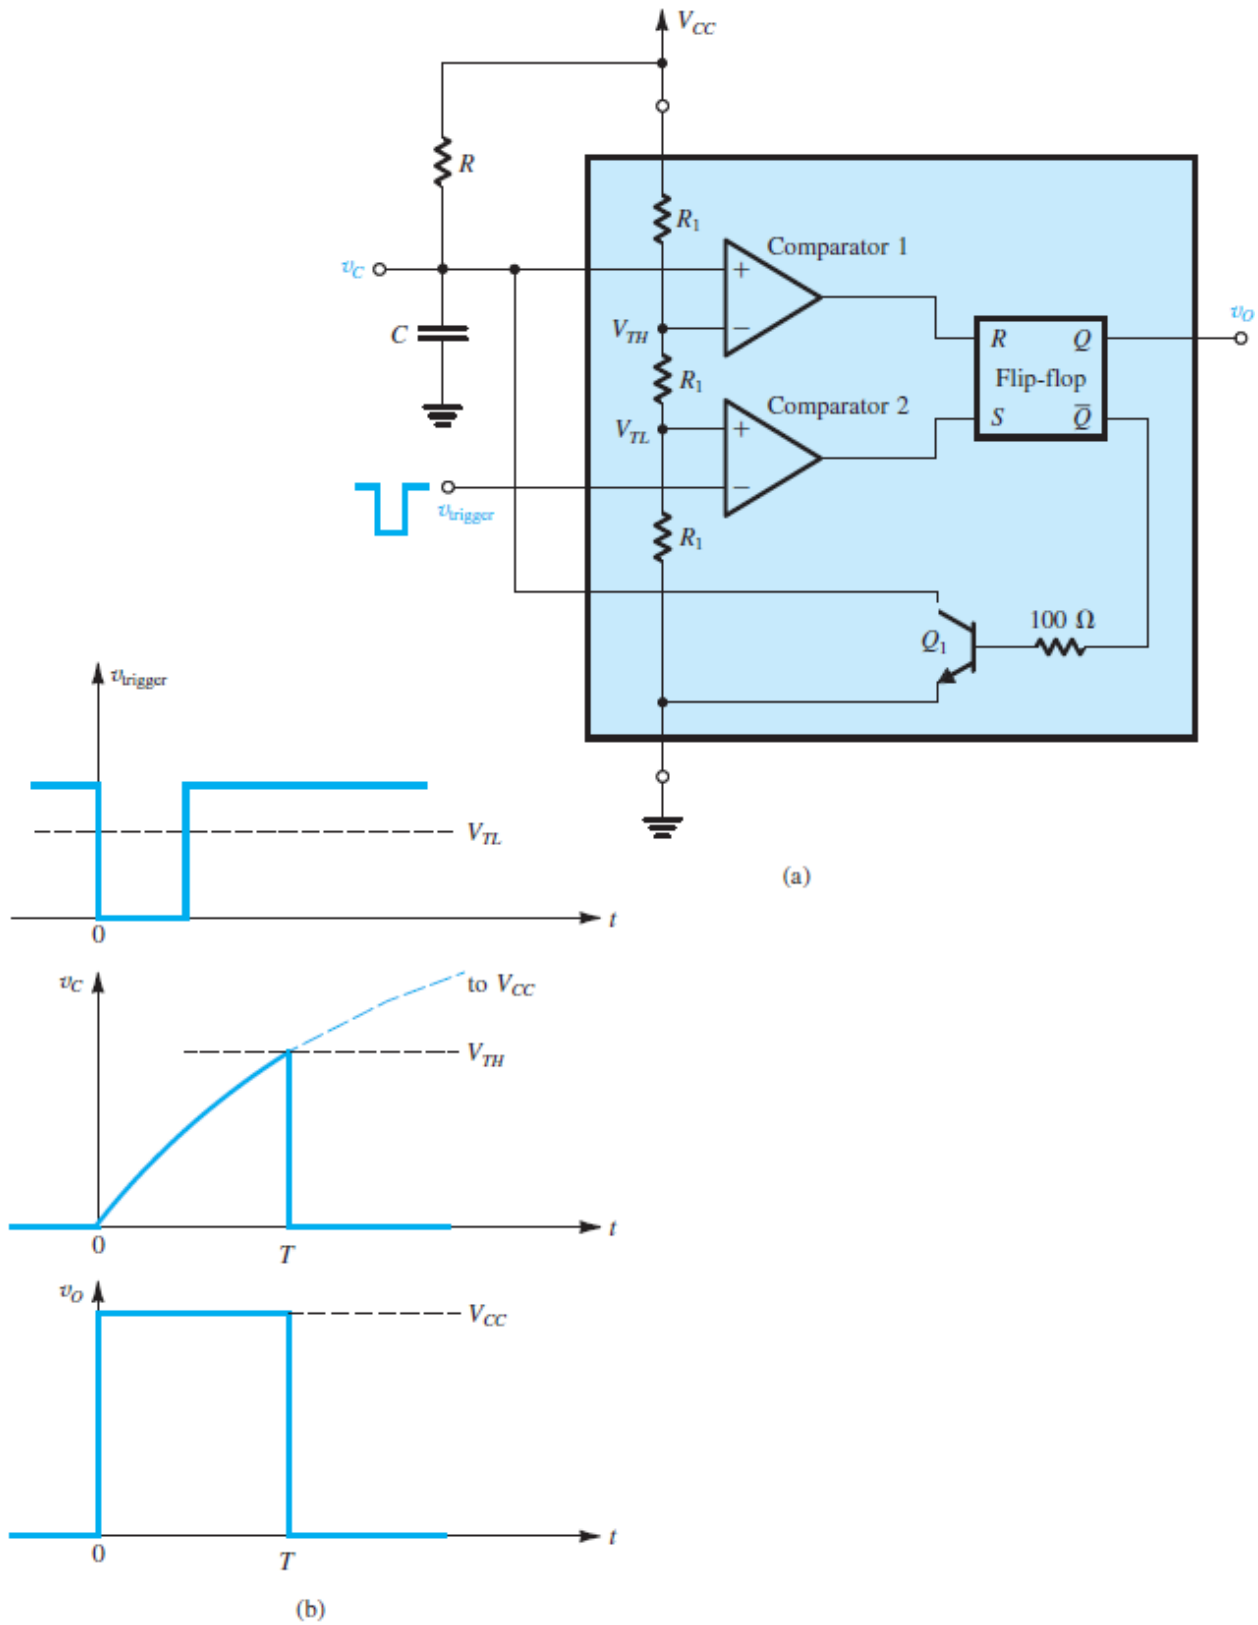 V_CC
R
R_1
Comparator 1
v_C
v_O
+
C
V_TH
−
R Q
R_1
Flip-flop
Comparator 2
S Q̅
V_TL
+
−
v_trigger
R_1
100 Ω
Q_1
v_trigger
V_TL
(a)
t
0
v_C
to V_CC
V_TH
t
0
T
v_O
V_CC
t
0
T
(b)